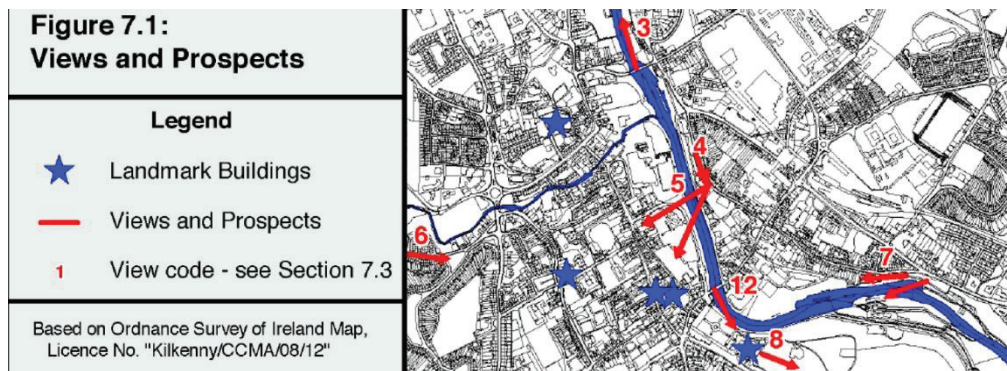 Figure 7.1:
Views and Prospects
Legend
Landmark Buildings
Views and Prospects
1 View code - see Section 7.3
Based on Ordnance Survey of Ireland Map,
Licence No. "Kilkenny/CCMA/08/12"
3
4
5
6
7
12
8